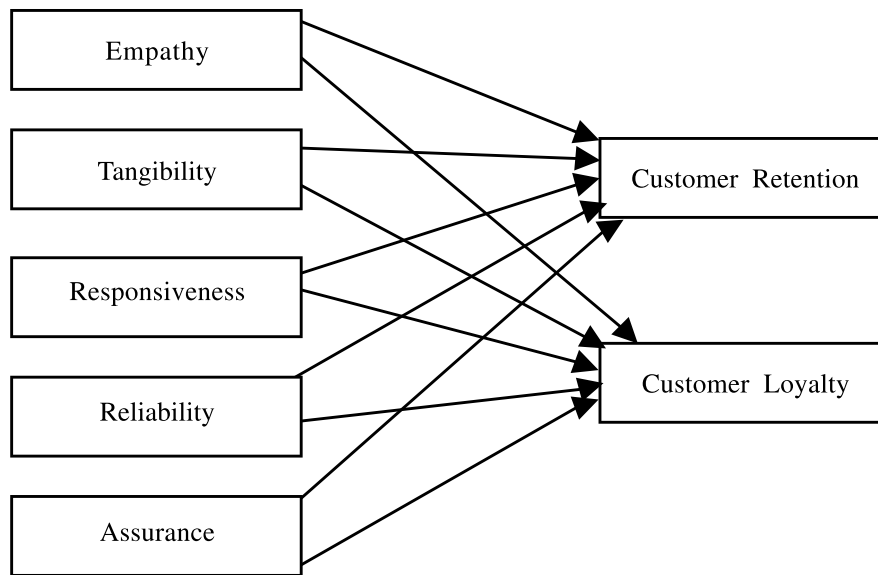 Empathy
Tangibility
Responsiveness
Reliability
Assurance
Customer Retention
Customer Loyalty